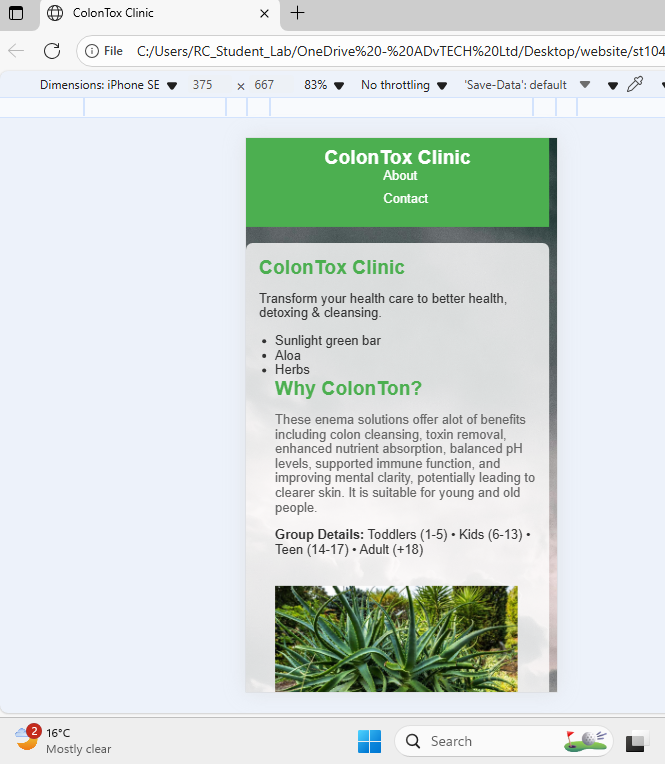 ColonTox Clinic
File C:/Users/RC_Student_Lab/OneDrive%20-%20ADvTECH%20Ltd/Desktop/website/st104
Dimensions: iPhone SE 375 × 667 83% No throttling 'Save-Data': default
ColonTox Clinic
About
Contact
ColonTox Clinic
Transform your health care to better health,
detoxing & cleansing.
• Sunlight green bar
• Aloa
• Herbs
Why ColonTon?
These enema solutions offer alot of benefits
including colon cleansing, toxin removal,
enhanced nutrient absorption, balanced pH
levels, supported immune function, and
improving mental clarity, potentially leading to
clearer skin. It is suitable for young and old
people.
Group Details: Toddlers (1-5) • Kids (6-13) •
Teen (14-17) • Adult (+18)
2
16°C
Mostly clear
Search